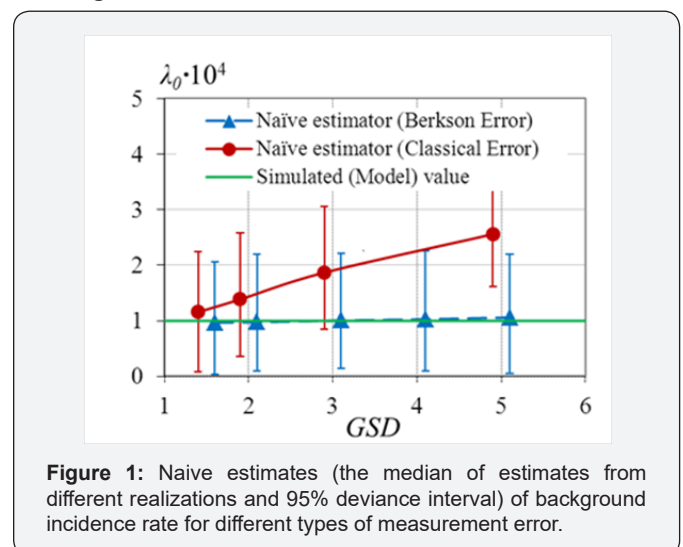 λ₀·10⁴
5
Naïve estimator (Berkson Error)
4
Naïve estimator (Classical Error)
Simulated (Model) value
3
2
1
0
1 2 3 4 5 6
GSD
Figure 1: Naive estimates (the median of estimates from
different realizations and 95% deviance interval) of background
incidence rate for different types of measurement error.